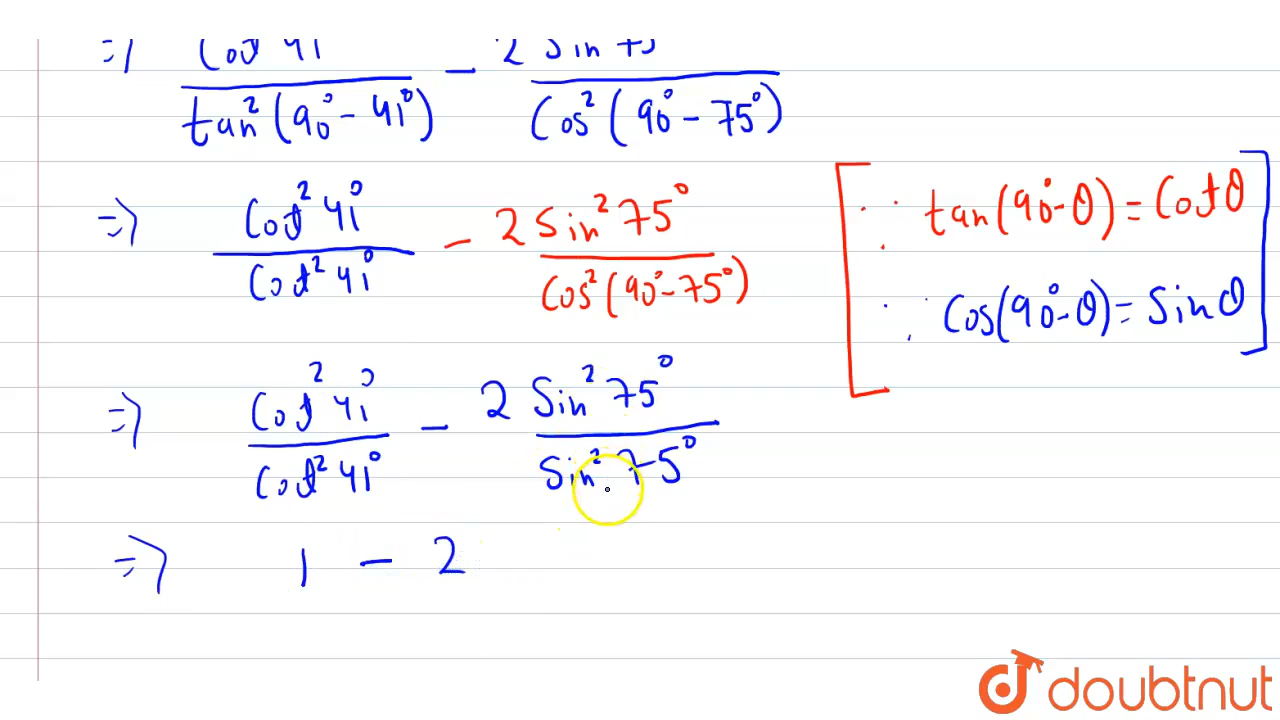 => Cot 41 / tan²(90° - 41°) - 2 Sin 75 / Cos²(90° - 75°)
=> Cot² 41° / Cot² 41° - 2 Sin² 75° / Cos²(90° - 75°)
[∵ tan(90° - θ) = Cot θ
∵ Cos(90° - θ) = Sin θ]
=> Cot² 41° / Cot² 41° - 2 Sin² 75° / Sin² 75°
=> 1 - 2
doubtnut